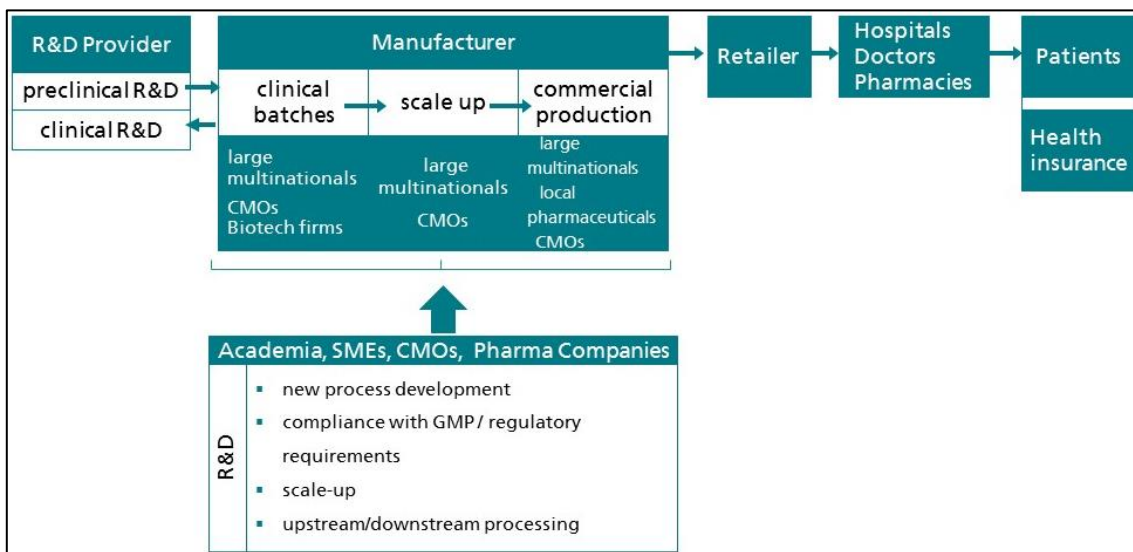 R&D Provider
preclinical R&D
clinical R&D
Manufacturer
clinical
batches
scale up
commercial
production
large
multinationals
CMOs
Biotech firms
large
multinationals
CMOs
large
multinationals
local
pharmaceuticals
CMOs
Retailer
Hospitals
Doctors
Pharmacies
Patients
Health
insurance
Academia, SMEs, CMOs, Pharma Companies
R&D
▪ new process development
▪ compliance with GMP / regulatory
requirements
▪ scale-up
▪ upstream/downstream processing